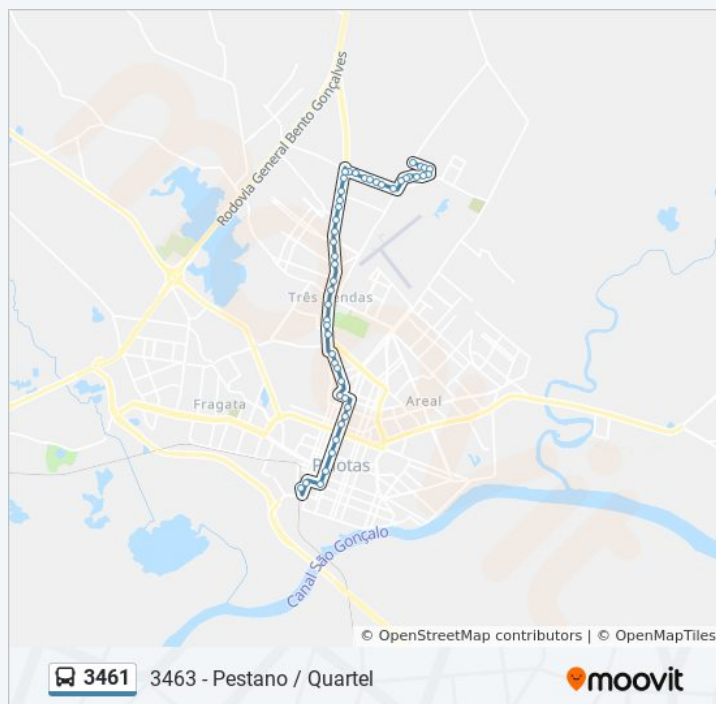 Rodovia General Bento Gonçalves
Três Vendas
Fragata
Areal
Pelotas
Canal São Gonçalo
© OpenStreetMap contributors | © OpenMapTiles
3461 3463 - Pestano / Quartel
moovit